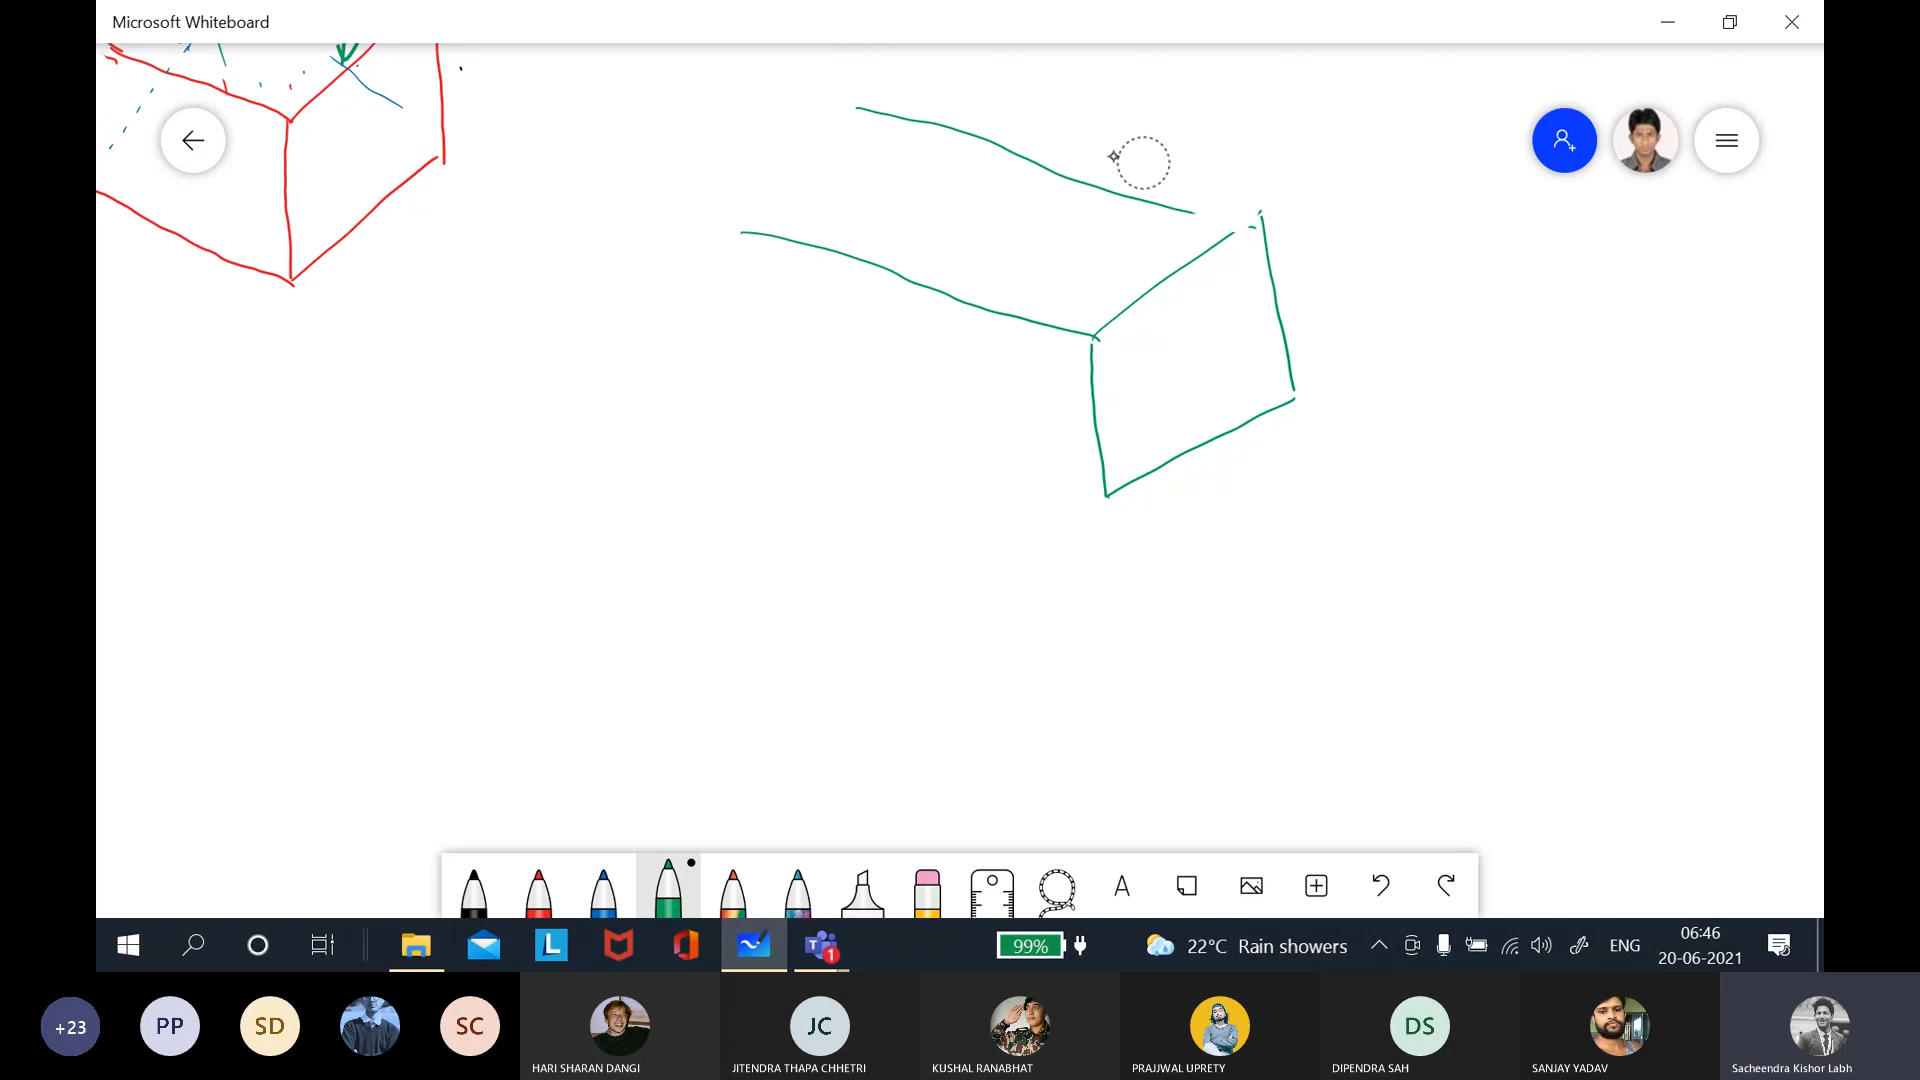 Microsoft Whiteboard
A
L
T
1
99%
22°C Rain showers
ENG
06:46
20-06-2021
+23
PP
SD
SC
JC
DS
HARI SHARAN DANGI
JITENDRA THAPA CHHETRI
KUSHAL RANABHAT
PRAJJWAL UPRETY
DIPENDRA SAH
SANJAY YADAV
Sacheendra Kishor Labh